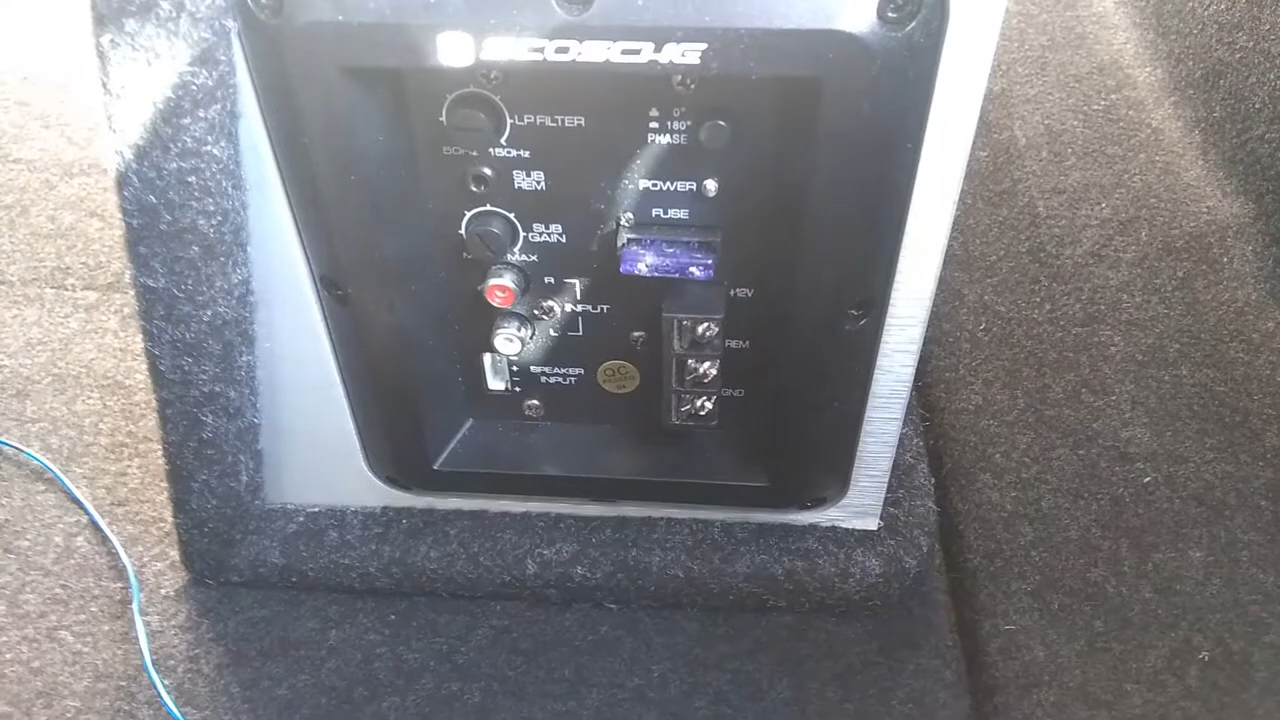 SCOSCHE
LP FILTER
50Hz 150Hz
SUB
REM
SUB
GAIN
MAX
R
INPUT
L
+
-
+
SPEAKER
INPUT
0°
180°
PHASE
POWER
FUSE
+12V
REM
GND
QC
PASSED